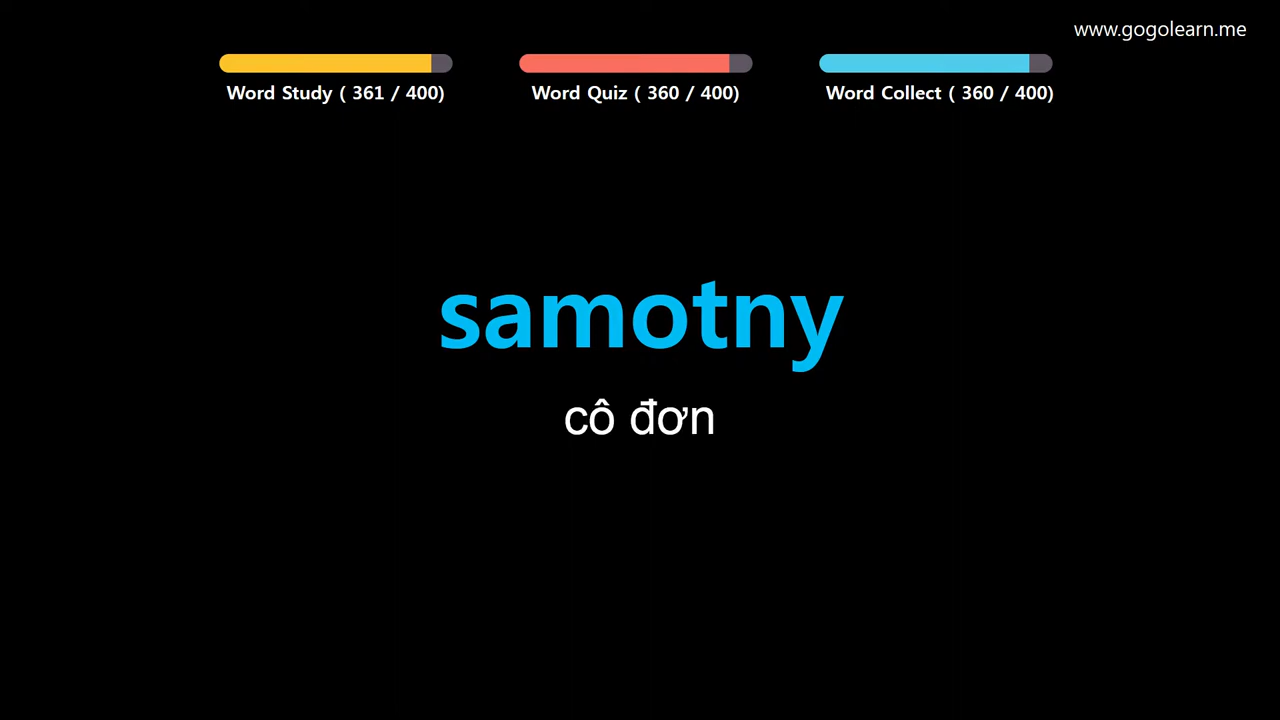 www.gogolearn.me
Word Study ( 361 / 400)
Word Quiz ( 360 / 400)
Word Collect ( 360 / 400)
samotny
cô đơn